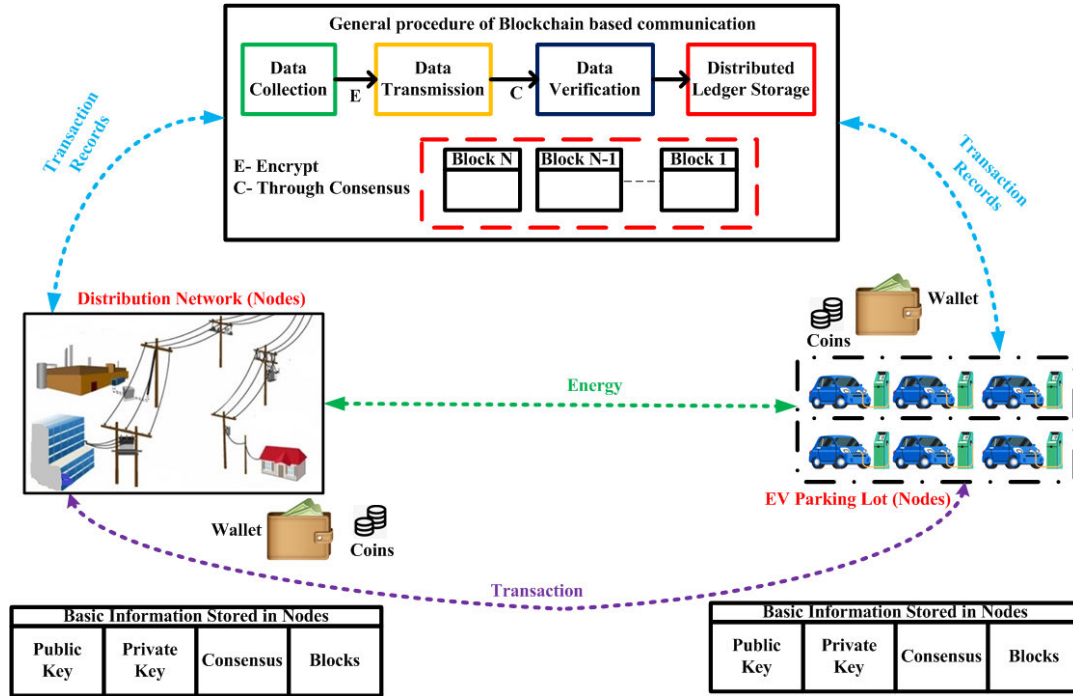 General procedure of Blockchain based communication
Data
Collection
E
Data
Transmission
C
Data
Verification
Distributed
Ledger Storage
E- Encrypt
C- Through Consensus
Block N
Block N-1
Block 1
Transaction
Records
Transaction
Records
Distribution Network (Nodes)
Wallet
Coins
Energy
EV Parking Lot (Nodes)
Wallet
Coins
Transaction
Basic Information Stored in Nodes
Public
Key
Private
Key
Consensus
Blocks
Basic Information Stored in Nodes
Public
Key
Private
Key
Consensus
Blocks